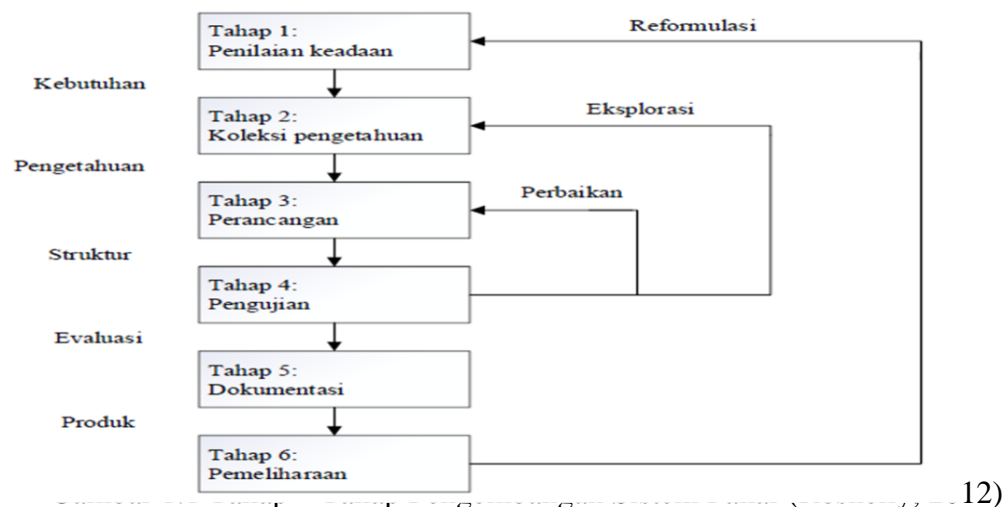 Tahap 1:
Penilaian keadaan
Reformulasi
Kebutuhan
Tahap 2:
Koleksi pengetahuan
Eksplorasi
Pengetahuan
Tahap 3:
Perancangan
Perbaikan
Struktur
Tahap 4:
Pengujian
Evaluasi
Tahap 5:
Dokumentasi
Produk
Tahap 6:
Pemeliharaan
12)